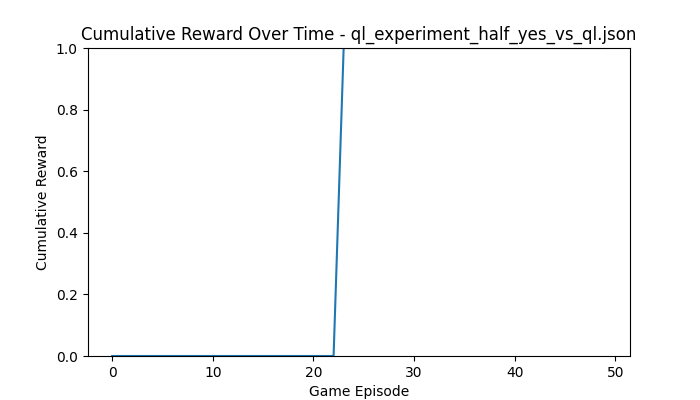 Cumulative Reward Over Time - ql_experiment_half_yes_vs_ql.json
1.0
0.8
0.6
0.4
0.2
0.0
Cumulative Reward
0 10 20 30 40 50
Game Episode